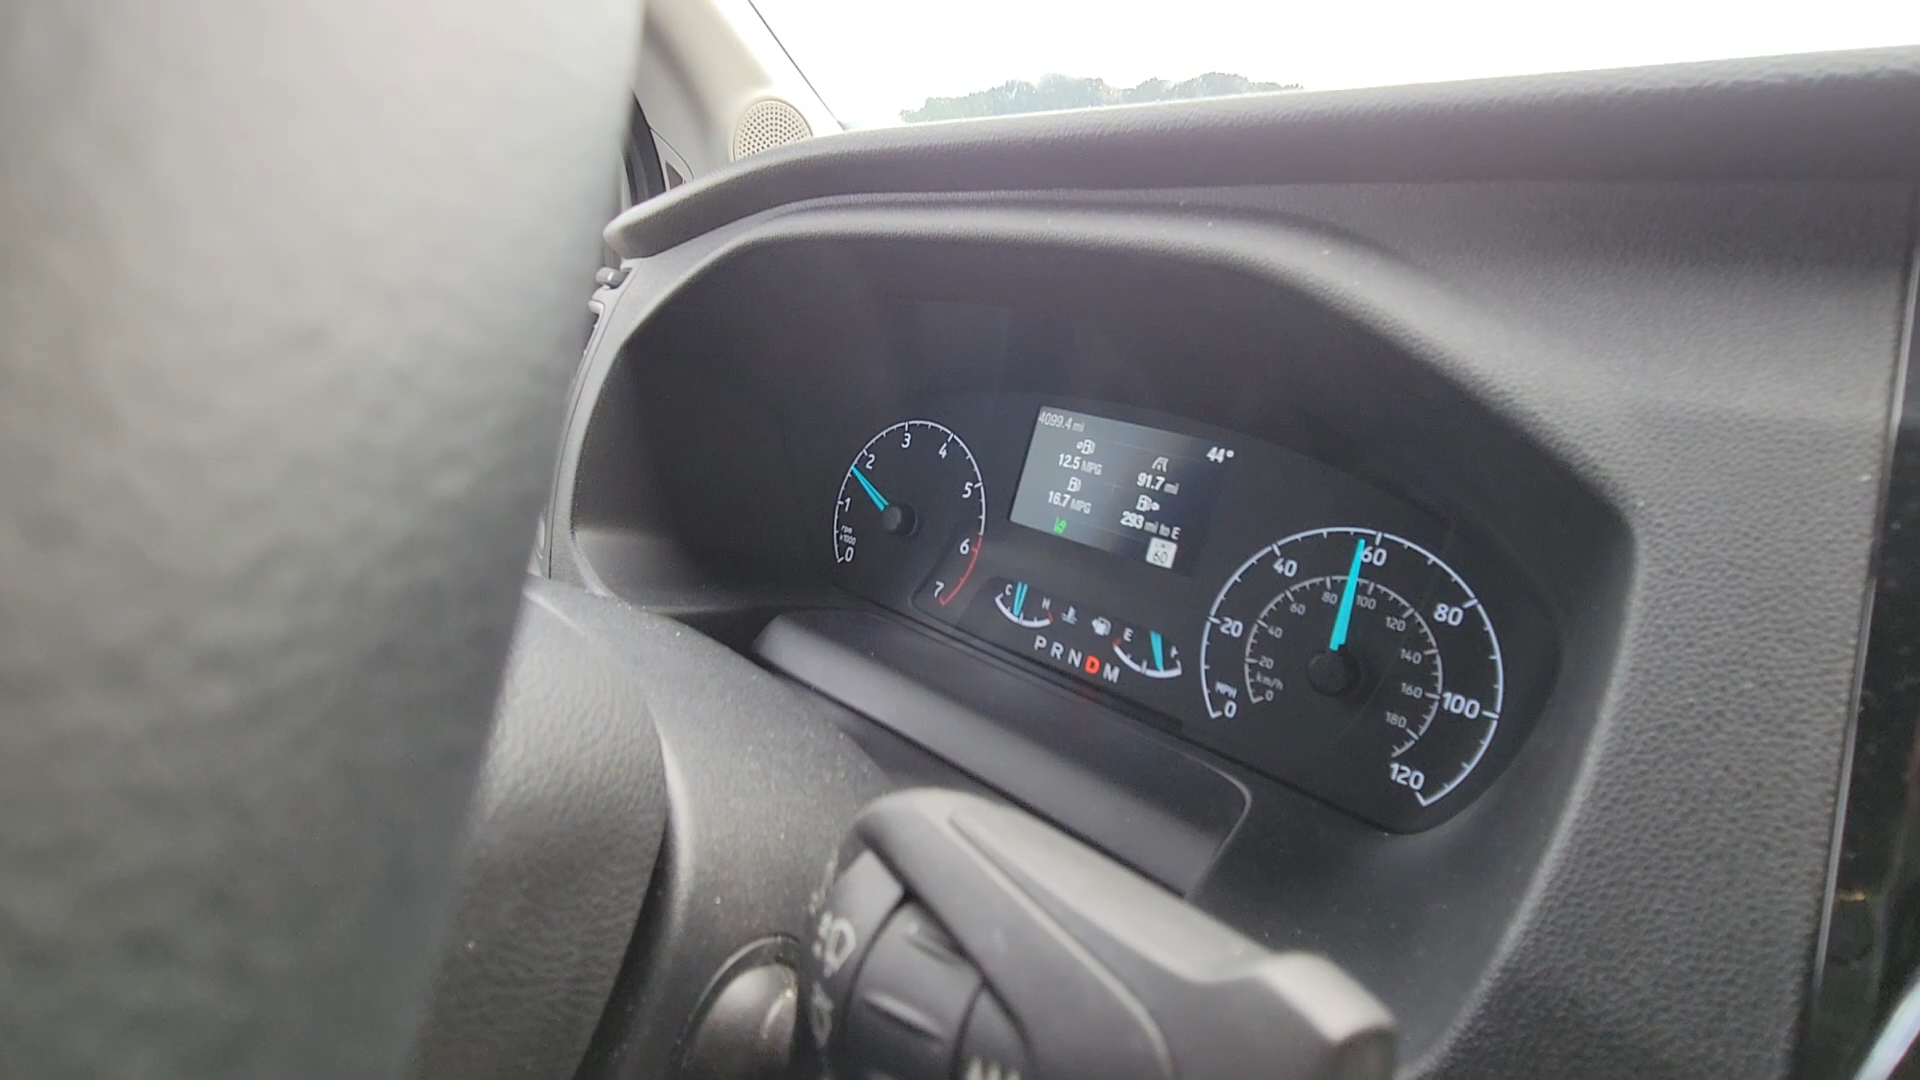 4099.4 mi
44°
12.5 MPG
91.7 mi
16.7 MPG
293 mi to E
60
0
1
2
3
4
5
6
7
rpm
x1000
C
H
E
F
P R N D M
0
20
40
60
80
100
120
MPH
0
20
40
60
80
100
120
140
160
180
km/h